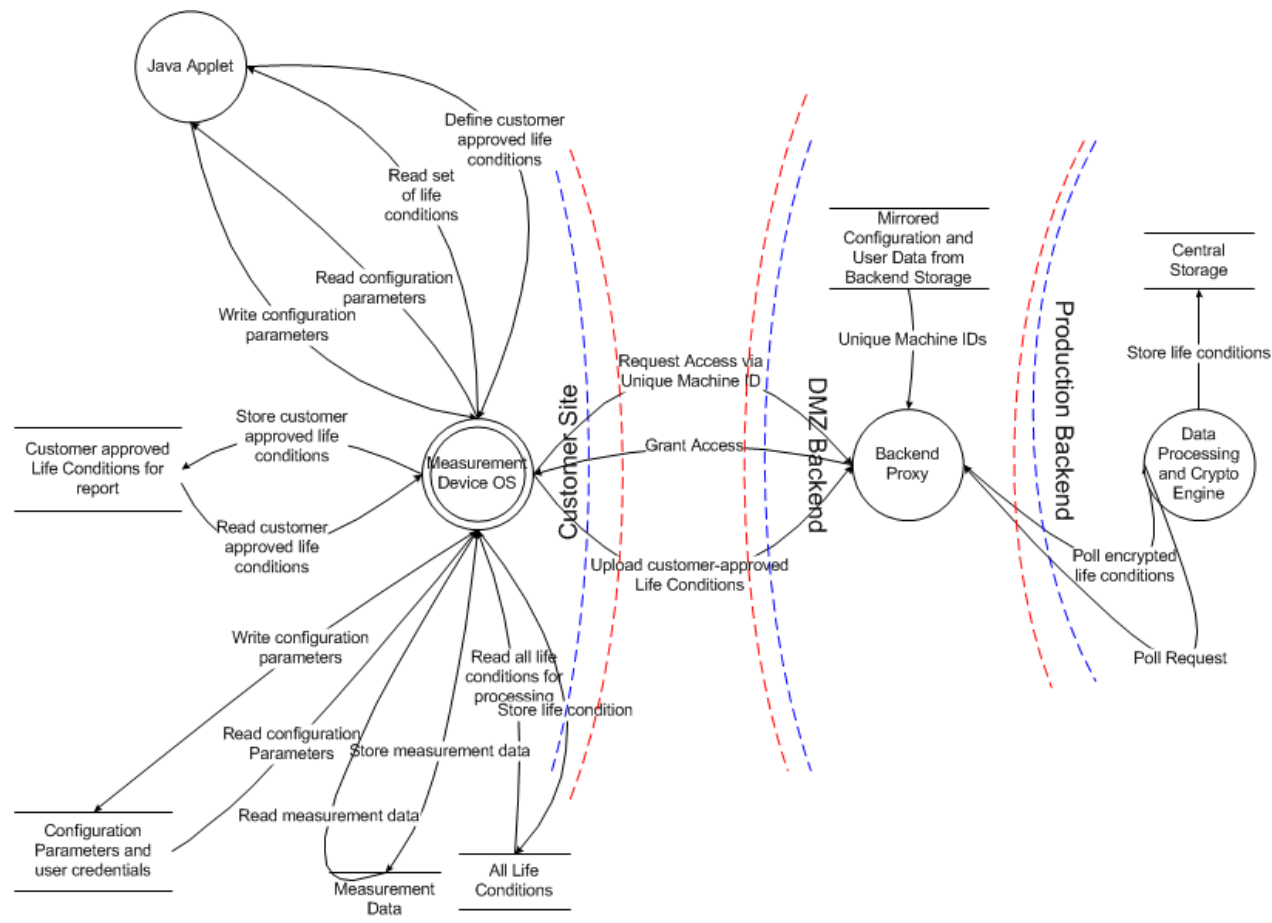 Java Applet
Define customer
approved life
conditions
Read set
of life
conditions
Read configuration
parameters
Write configuration
parameters
Mirrored
Configuration and
User Data from
Backend Storage
Central
Storage
Unique Machine IDs
Store life conditions
Request Access via
Unique Machine ID
Customer Site
DMZ Backend
Production Backend
Store customer
approved life
conditions
Customer approved
Life Conditions for
report
Measurement
Device OS
Grant Access
Backend
Proxy
Data
Processing
and Crypto
Engine
Read customer
approved life
conditions
Upload customer-approved
Life Conditions
Poll encrypted
life conditions
Poll Request
Write configuration
parameters
Read all life
conditions for
processing
Store life condition
Read configuration
Parameters
Store measurement data
Read measurement data
Configuration
Parameters and
user credentials
Measurement
Data
All Life
Conditions